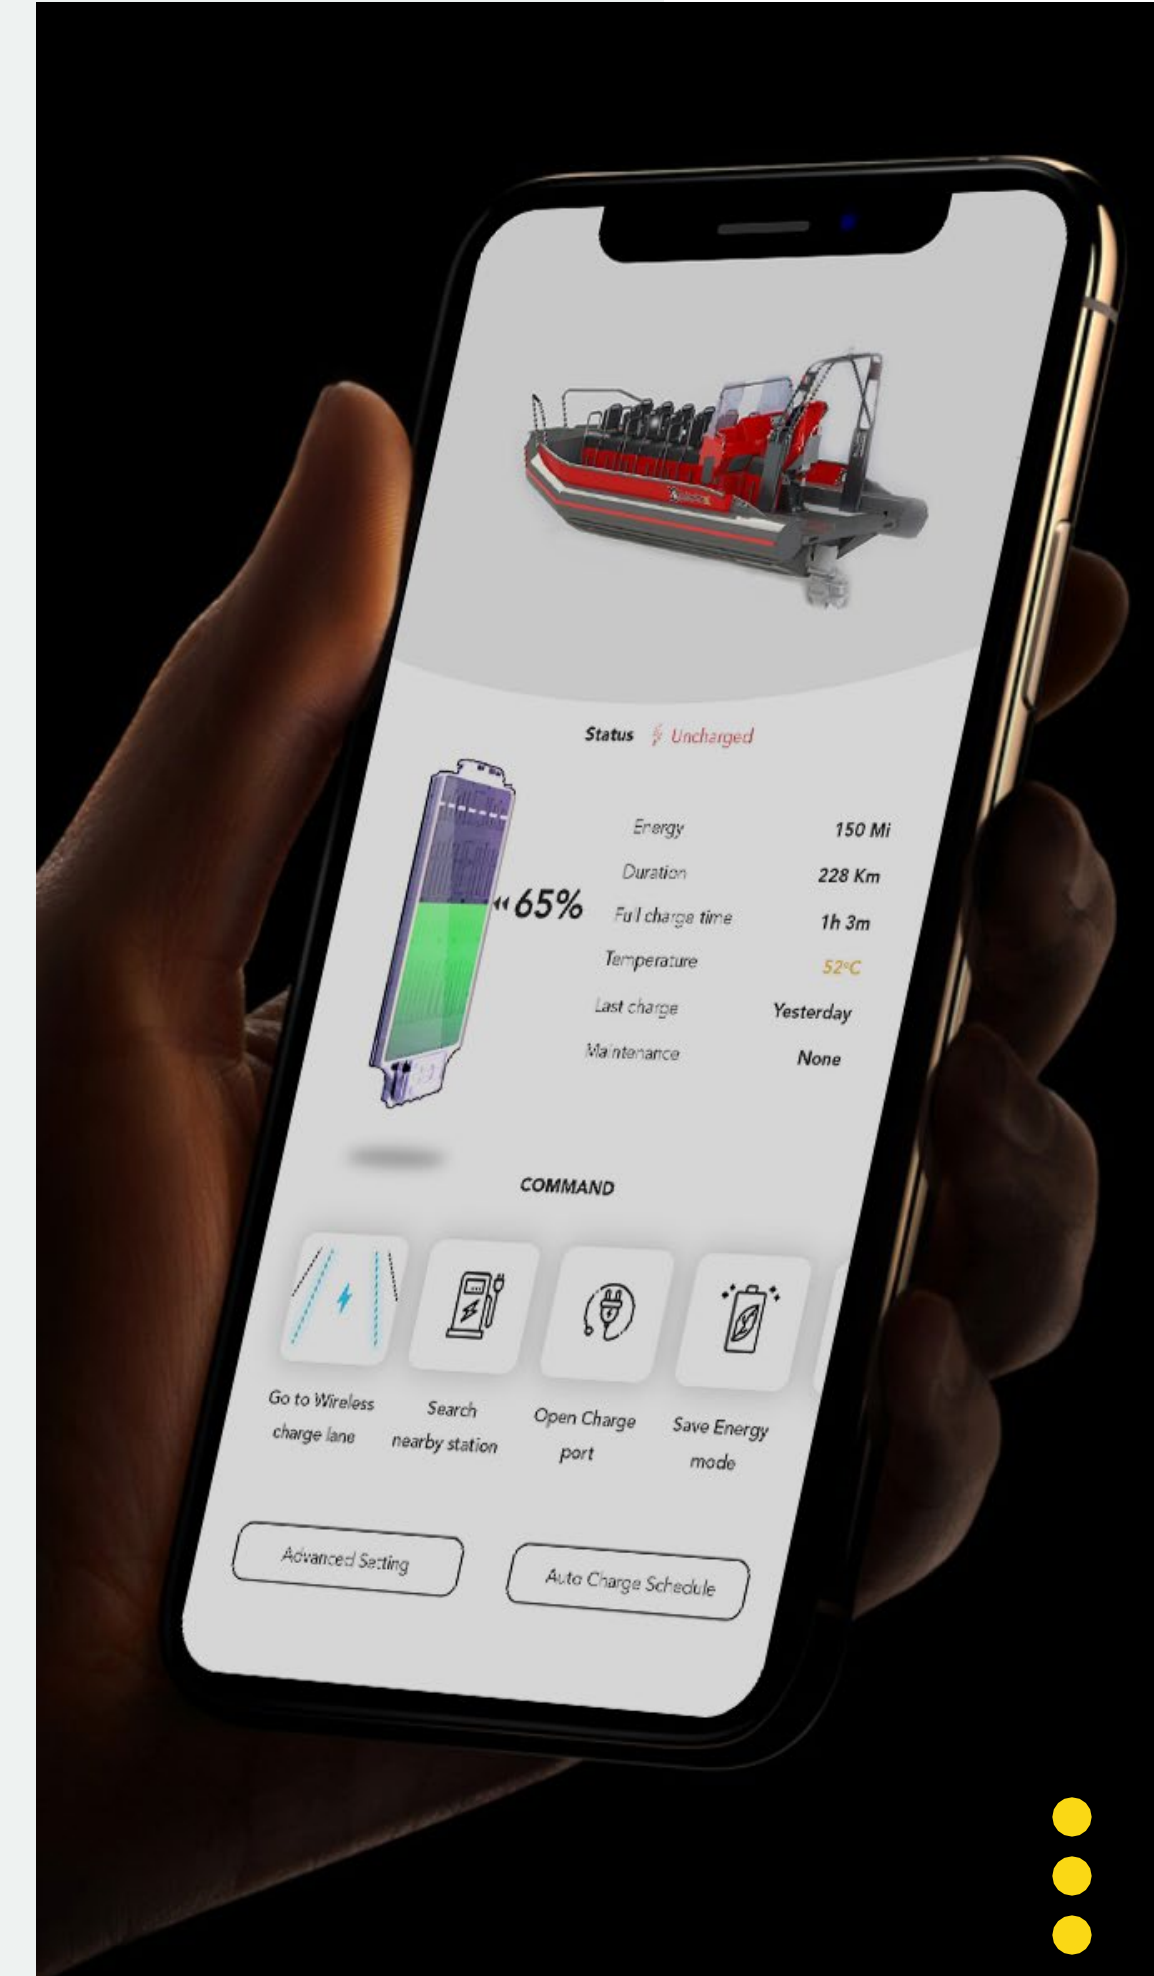 Status Uncharged
Energy 150 Mi
Duration 228 Km
65%
Full charge time 1h 3m
Temperature 52°C
Last charge Yesterday
Maintenance None
COMMAND
Go to Wireless
charge lane
Search
nearby station
Open Charge
port
Save Energy
mode
Advanced Setting
Auto Charge Schedule